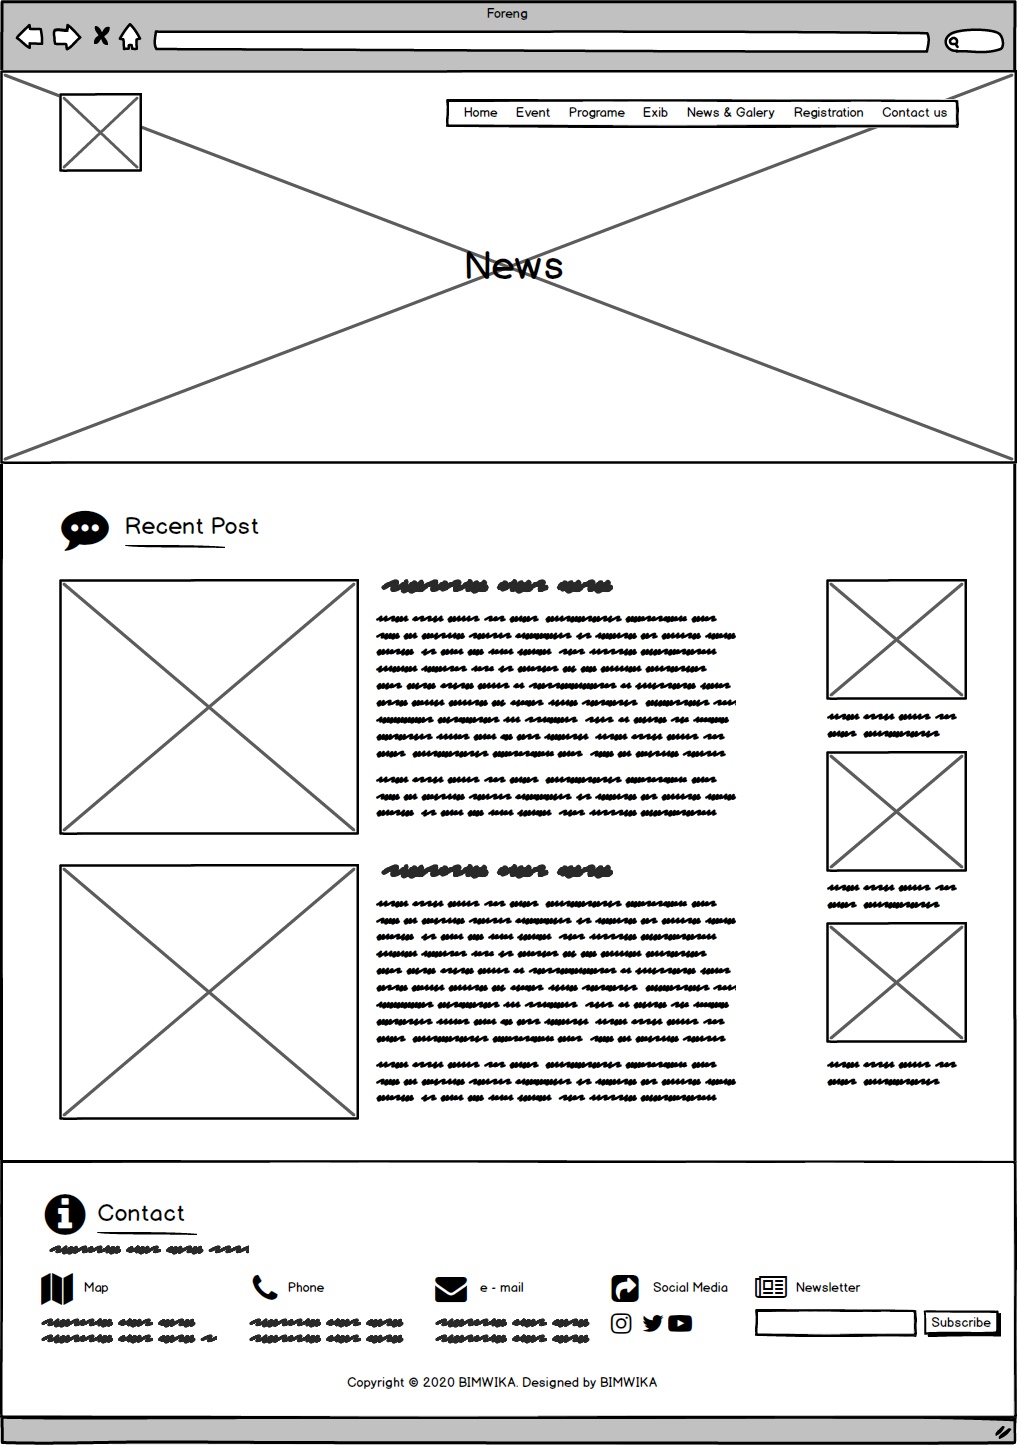 Foreng
Home Event Programe Exib News & Galery Registration Contact us
News
Recent Post
Contact
Map Phone e - mail Social Media Newsletter
Subscribe
Copyright © 2020 BIMWIKA. Designed by BIMWIKA